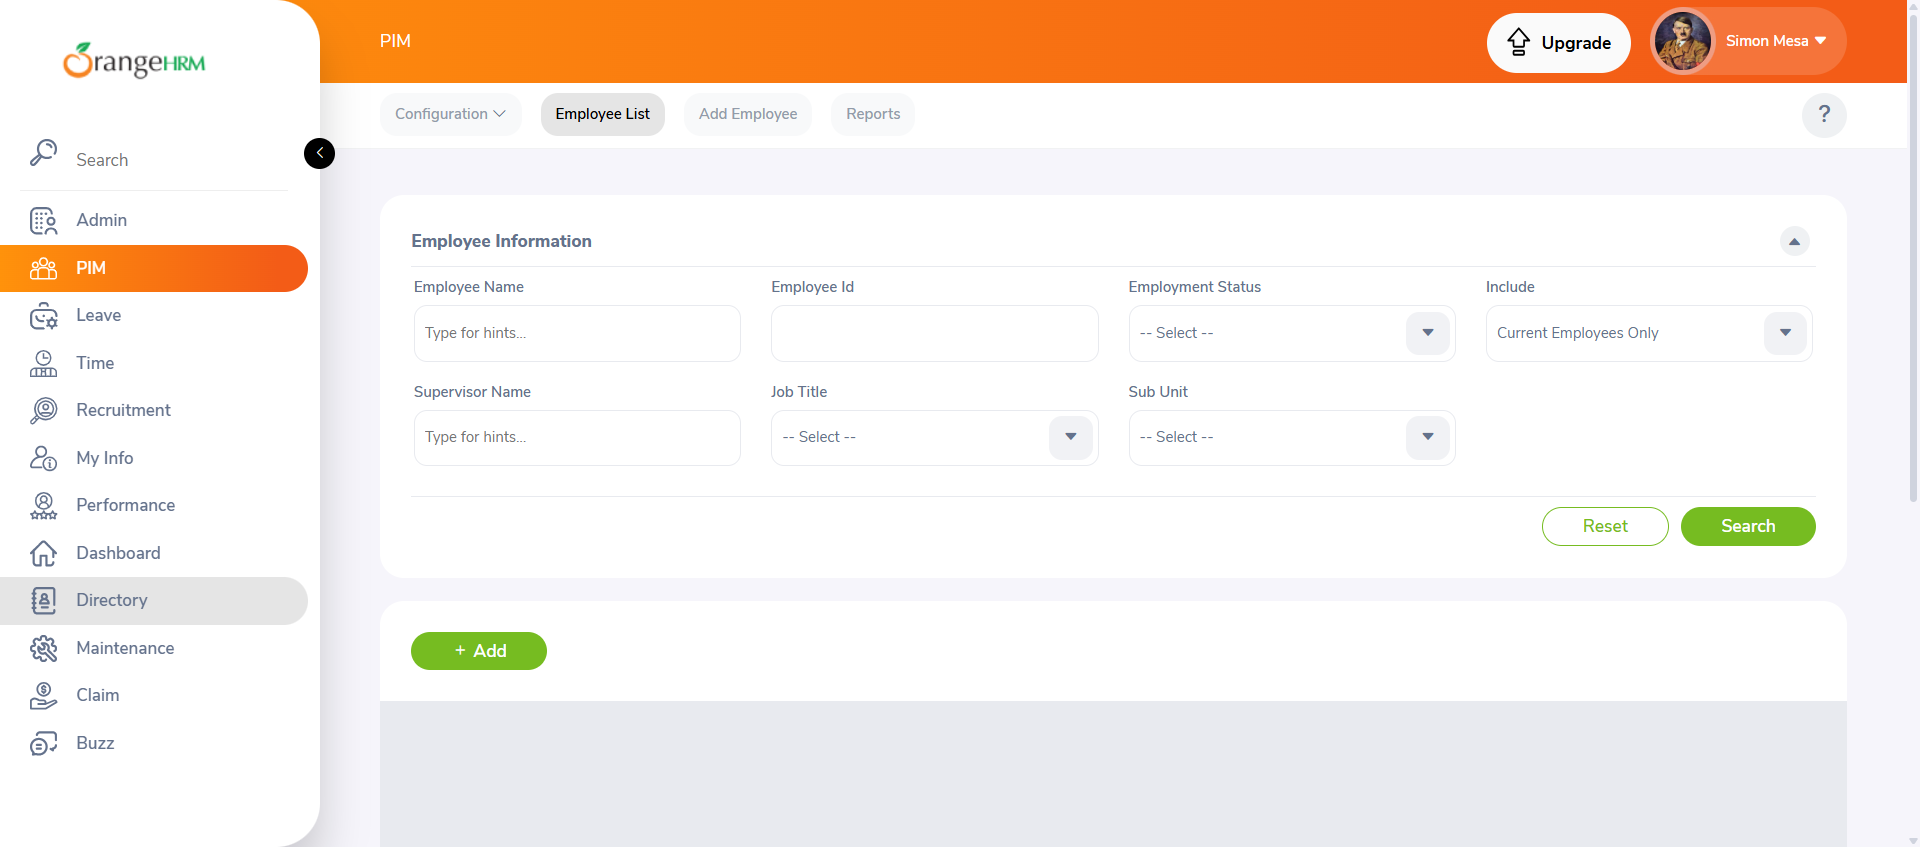 OrangeHRM
PIM
Upgrade
Simon Mesa
Configuration
Employee List
Add Employee
Reports
?
Search
Admin
PIM
Leave
Time
Recruitment
My Info
Performance
Dashboard
Directory
Maintenance
Claim
Buzz
Employee Information
Employee Name
Employee Id
Employment Status
Include
Type for hints...
-- Select --
Current Employees Only
Supervisor Name
Job Title
Sub Unit
Type for hints...
-- Select --
-- Select --
Reset
Search
+ Add